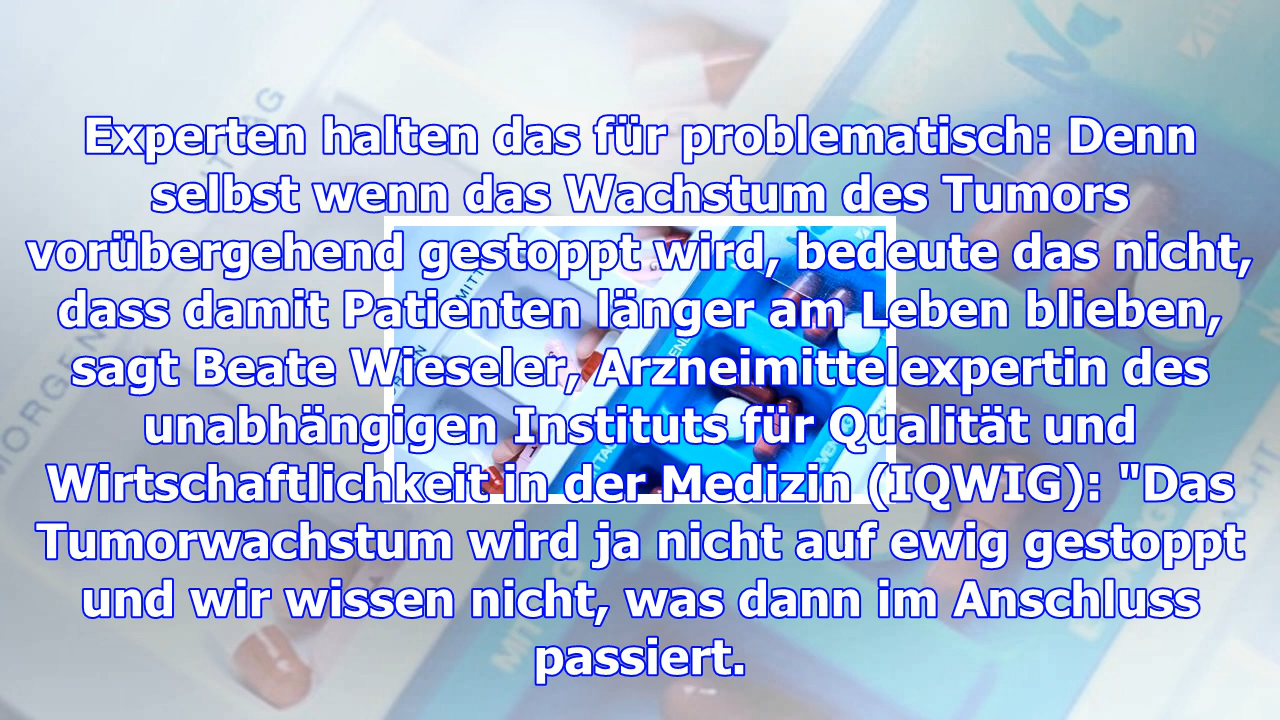 Experten halten das für problematisch: Denn
selbst wenn das Wachstum des Tumors
vorübergehend gestoppt wird, bedeute das nicht,
dass damit Patienten länger am Leben blieben,
sagt Beate Wieseler, Arzneimittelexpertin des
unabhängigen Instituts für Qualität und
Wirtschaftlichkeit in der Medizin (IQWIG): "Das
Tumorwachstum wird ja nicht auf ewig gestoppt
und wir wissen nicht, was dann im Anschluss
passiert.